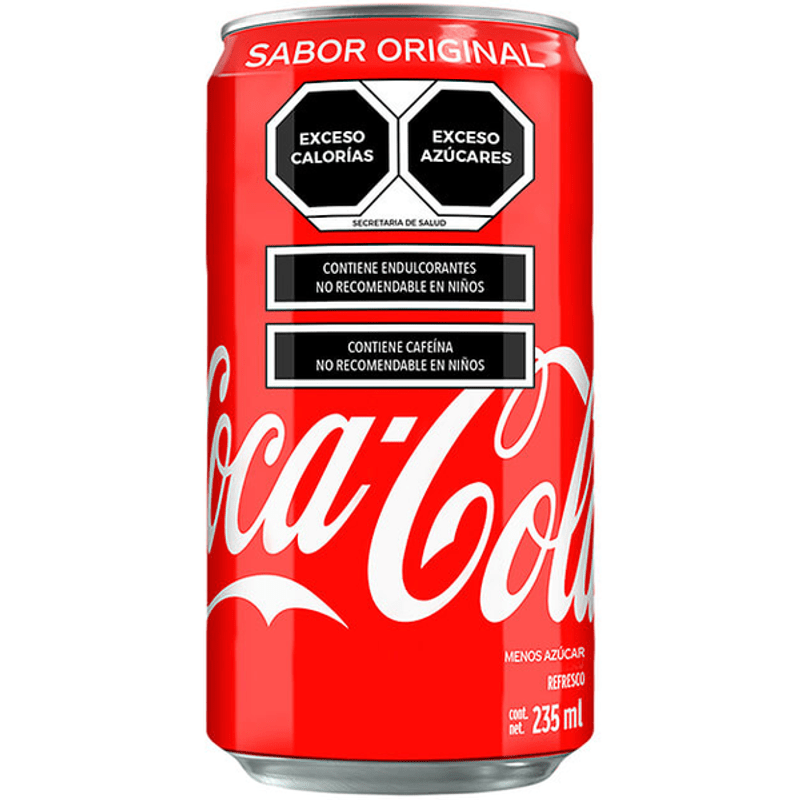 SABOR ORIGINAL
EXCESO
CALORÍAS
EXCESO
AZÚCARES
SECRETARIA DE SALUD
CONTIENE ENDULCORANTES
NO RECOMENDABLE EN NIÑOS
CONTIENE CAFEÍNA
NO RECOMENDABLE EN NIÑOS
Coca-Cola
MENOS AZÚCAR
REFRESCO
cont.
net. 235 ml